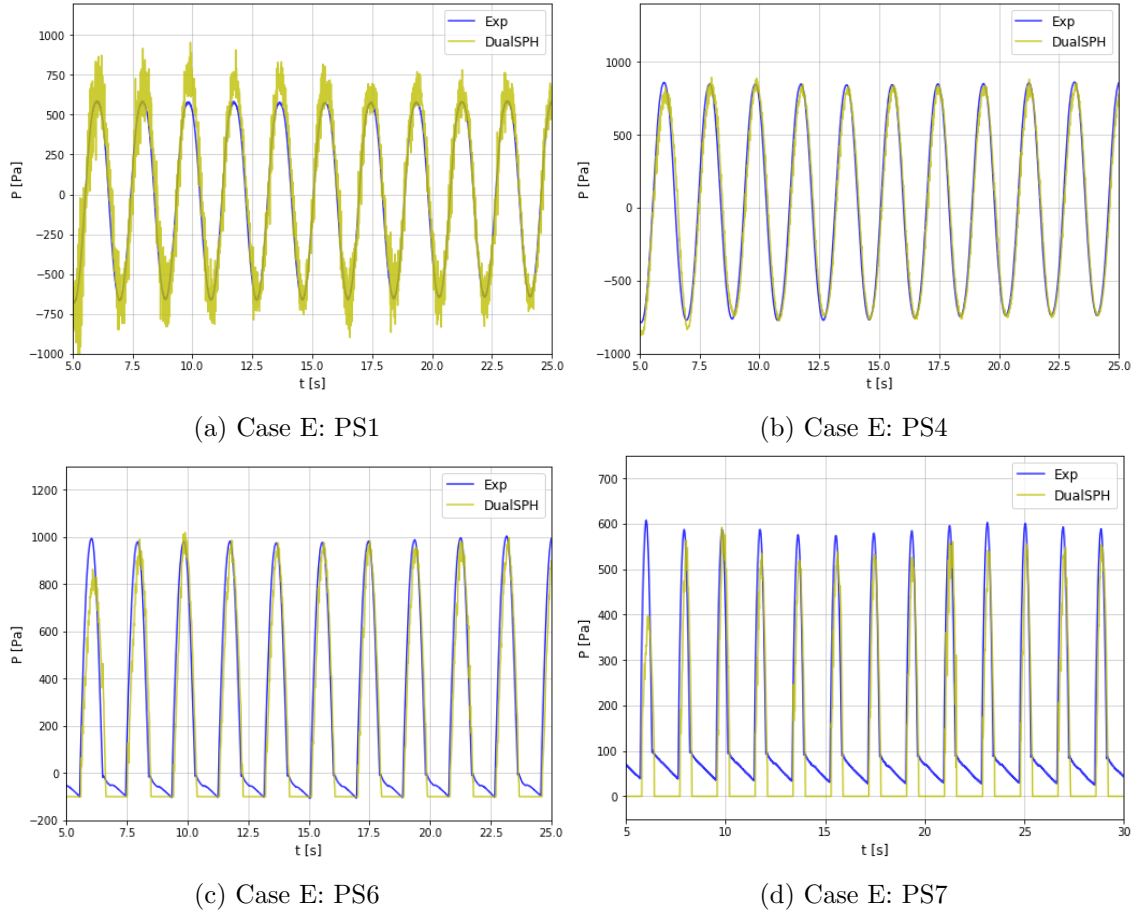 Exp
DualSPH
1000
750
500
250
0
−250
−500
−750
−1000
P [Pa]
5.0 7.5 10.0 12.5 15.0 17.5 20.0 22.5 25.0
t [s]
(a) Case E: PS1
Exp
DualSPH
1000
500
0
−500
−1000
P [Pa]
5.0 7.5 10.0 12.5 15.0 17.5 20.0 22.5 25.0
t [s]
(b) Case E: PS4
Exp
DualSPH
1200
1000
800
600
400
200
0
−200
P [Pa]
5.0 7.5 10.0 12.5 15.0 17.5 20.0 22.5 25.0
t [s]
(c) Case E: PS6
Exp
DualSPH
700
600
500
400
300
200
100
0
P [Pa]
5 10 15 20 25 30
t [s]
(d) Case E: PS7